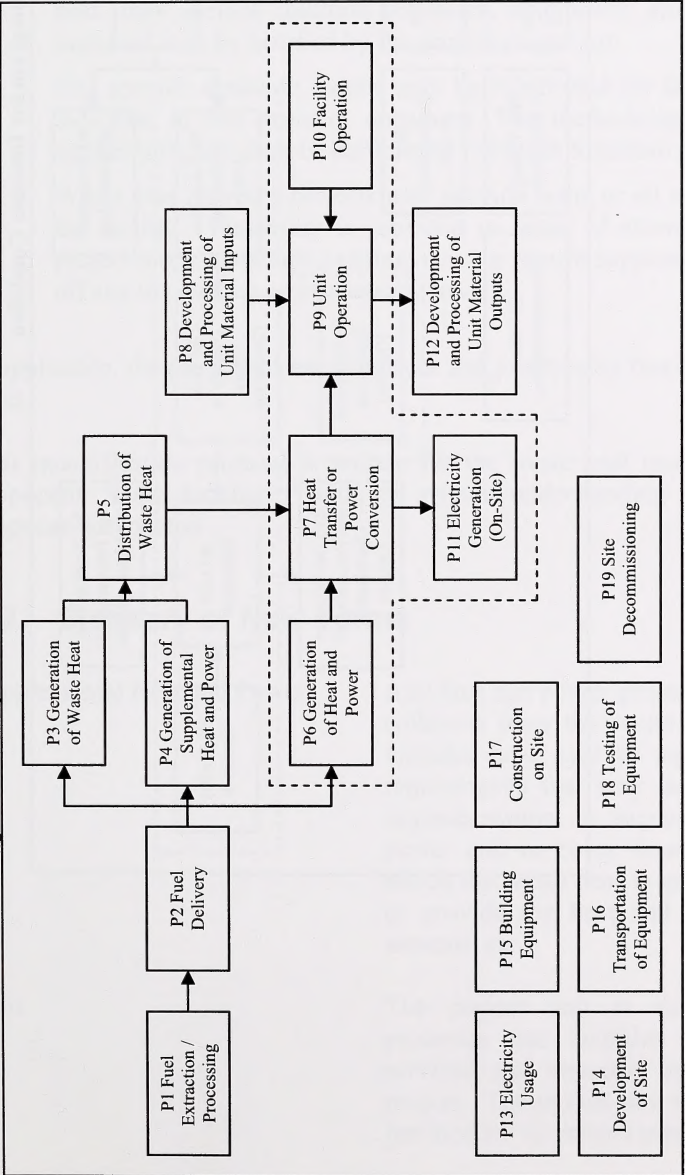 P1 Fuel
Extraction /
Processing
P2 Fuel
Delivery
P3 Generation
of Waste Heat
P4 Generation of
Supplemental
Heat and Power
P5
Distribution of
Waste Heat
P6 Generation
of Heat and
Power
P7 Heat
Transfer or
Power
Conversion
P8 Development
and Processing of
Unit Material Inputs
P9 Unit
Operation
P10 Facility
Operation
P11 Electricity
Generation
(On-Site)
P12 Development
and Processing of
Unit Material
Outputs
P13 Electricity
Usage
P14
Development
of Site
P15 Building
Equipment
P16
Transportation
of Equipment
P17
Construction
on Site
P18 Testing of
Equipment
P19 Site
Decommissioning